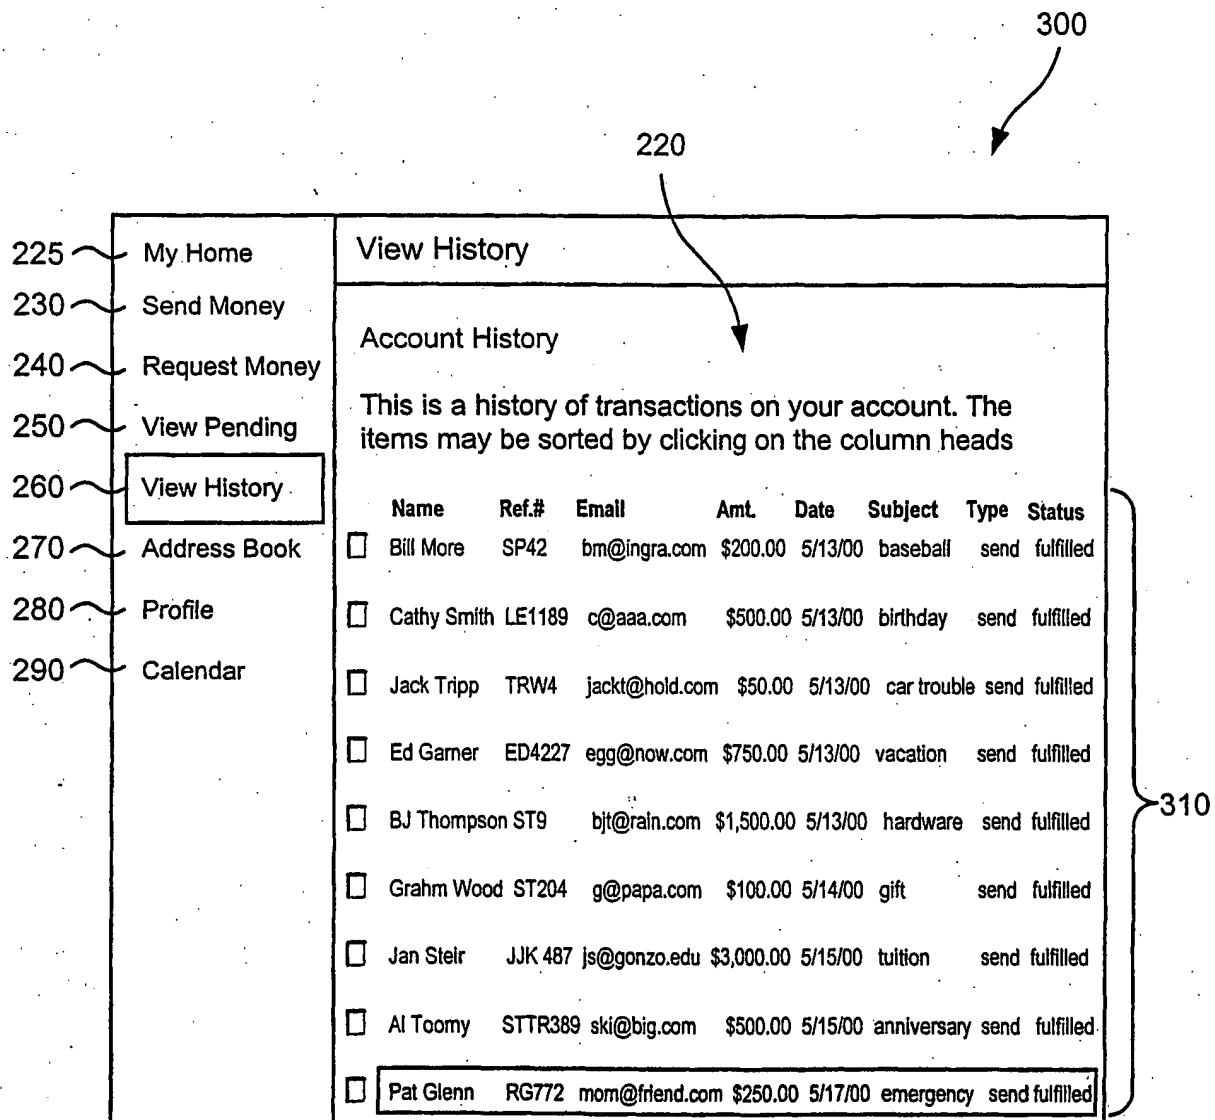 300
220
225 My Home
230 Send Money
240 Request Money
250 View Pending
260 View History
270 Address Book
280 Profile
290 Calendar
View History
Account History
This is a history of transactions on your account. The
items may be sorted by clicking on the column heads
Name Ref.# Email Amt. Date Subject Type Status
Bill More SP42 bm@ingra.com $200.00 5/13/00 baseball send fulfilled
Cathy Smith LE1189 c@aaa.com $500.00 5/13/00 birthday send fulfilled
Jack Tripp TRW4 jackt@hold.com $50.00 5/13/00 car trouble send fulfilled
Ed Garner ED4227 egg@now.com $750.00 5/13/00 vacation send fulfilled
BJ Thompson ST9 bjt@rain.com $1,500.00 5/13/00 hardware send fulfilled
Grahm Wood ST204 g@papa.com $100.00 5/14/00 gift send fulfilled
Jan Steir JJK 487 js@gonzo.edu $3,000.00 5/15/00 tuition send fulfilled
Al Toomy STTR389 ski@big.com $500.00 5/15/00 anniversary send fulfilled
Pat Glenn RG772 mom@friend.com $250.00 5/17/00 emergency send fulfilled
310